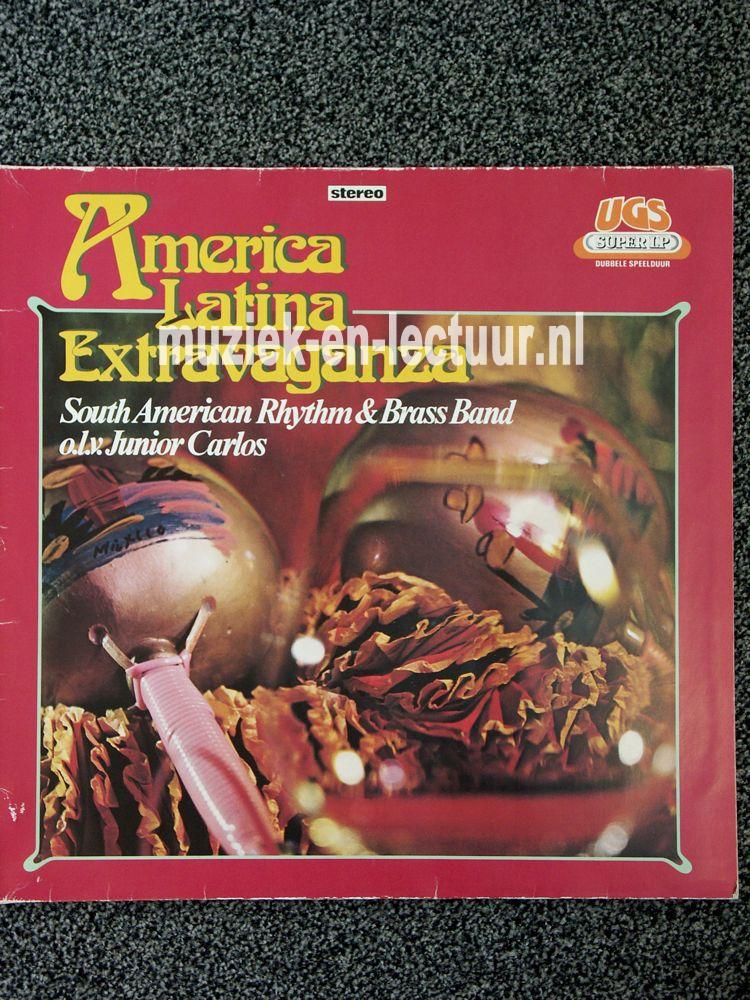 stereo
UGS
SUPER LP
DUBBELE SPEELDUUR
America
Latina
Extravaganza
muziek-en-lectuur.nl
South American Rhythm & Brass Band
o.l.v. Junior Carlos
MEXICO